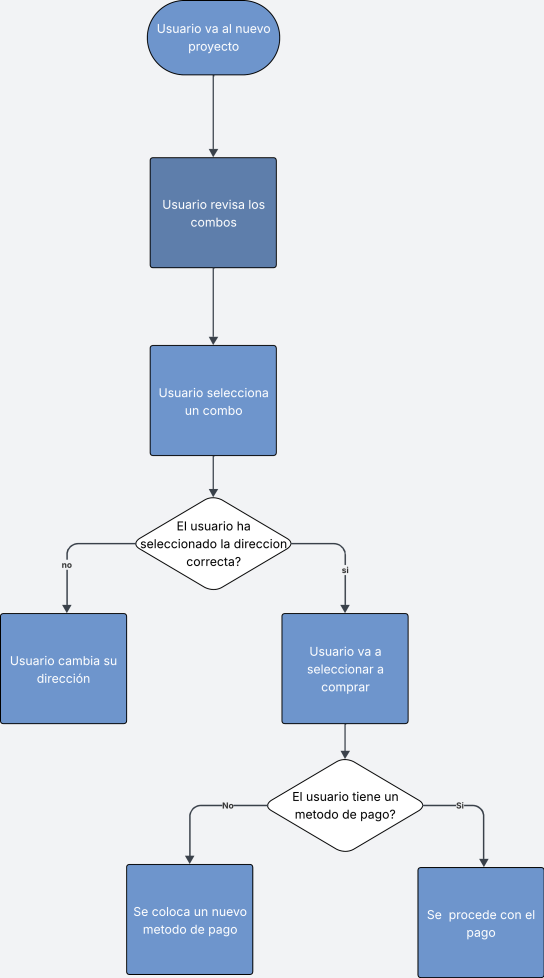 Usuario va al nuevo
proyecto
Usuario revisa los
combos
Usuario selecciona
un combo
El usuario ha
seleccionado la direccion
correcta?
no
si
Usuario cambia su
dirección
Usuario va a
seleccionar a
comprar
El usuario tiene un
metodo de pago?
No
Si
Se coloca un nuevo
metodo de pago
Se procede con el
pago